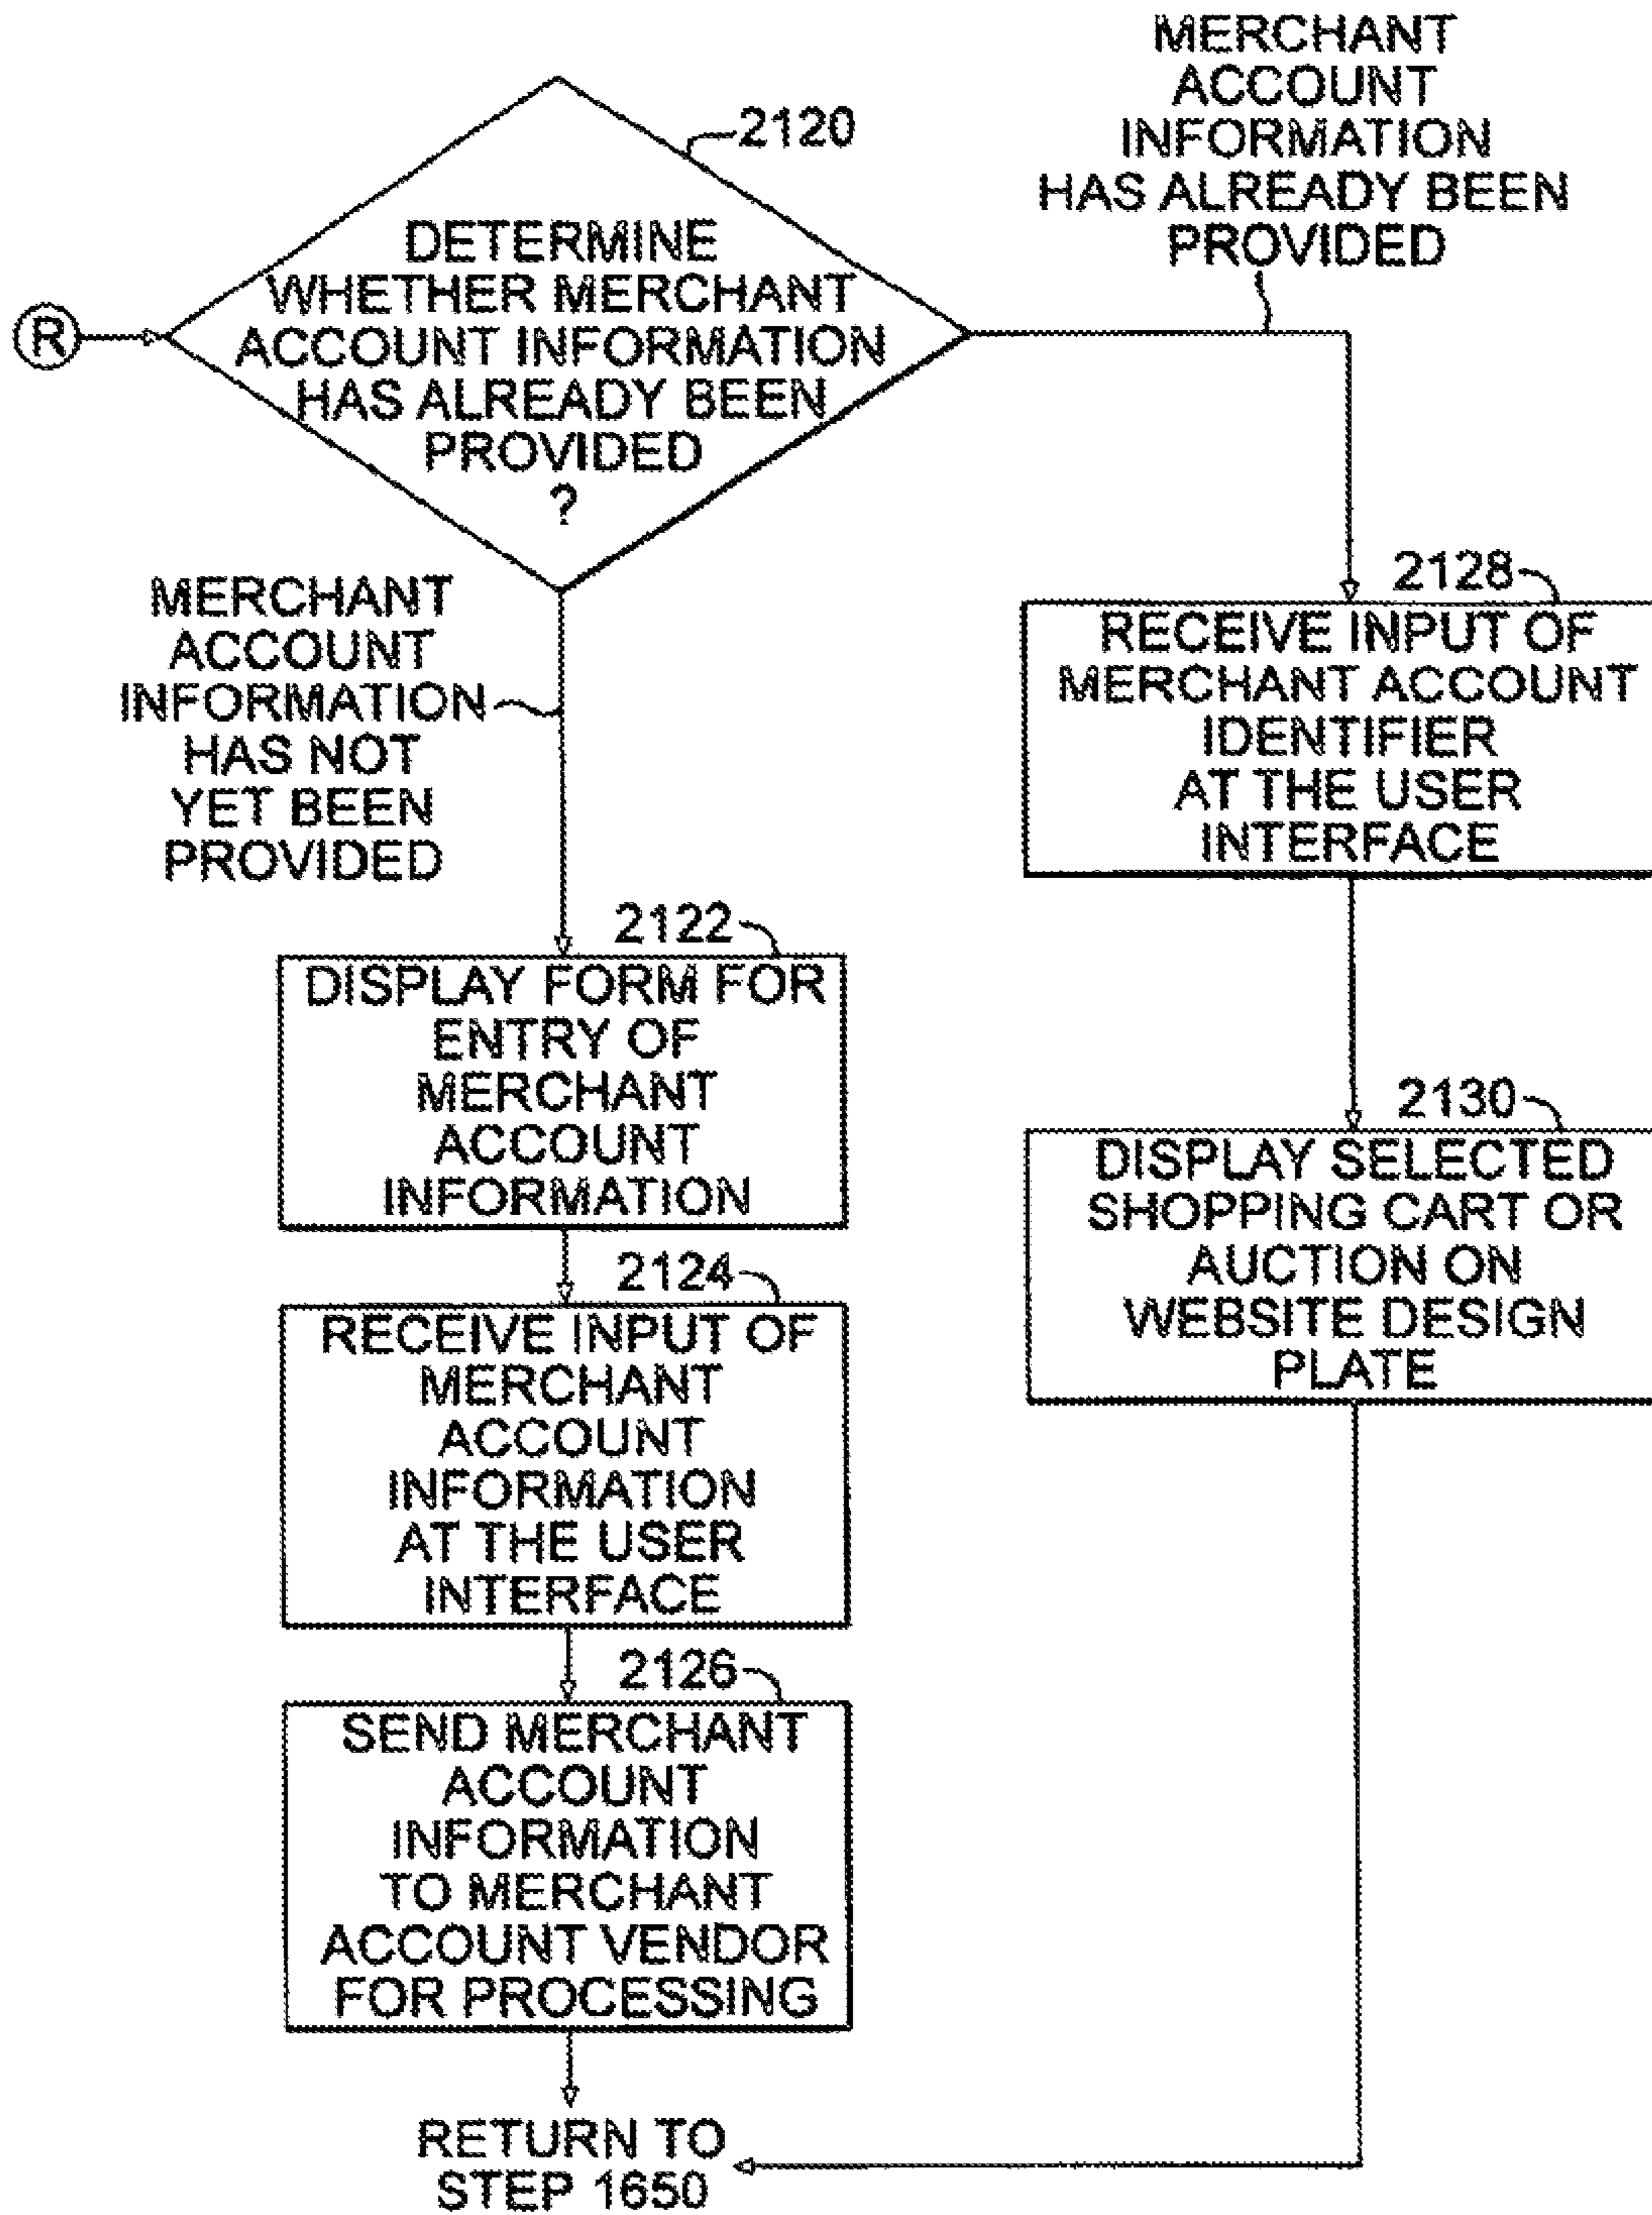 MERCHANT
ACCOUNT
INFORMATION
HAS ALREADY BEEN
PROVIDED
2120
DETERMINE
WHETHER MERCHANT
ACCOUNT INFORMATION
HAS ALREADY BEEN
PROVIDED
?
R
MERCHANT
ACCOUNT
INFORMATION
HAS NOT
YET BEEN
PROVIDED
2128
RECEIVE INPUT OF
MERCHANT ACCOUNT
IDENTIFIER
AT THE USER
INTERFACE
2122
DISPLAY FORM FOR
ENTRY OF
MERCHANT
ACCOUNT
INFORMATION
2130
DISPLAY SELECTED
SHOPPING CART OR
AUCTION ON
WEBSITE DESIGN
PLATE
2124
RECEIVE INPUT OF
MERCHANT
ACCOUNT
INFORMATION
AT THE USER
INTERFACE
2126
SEND MERCHANT
ACCOUNT
INFORMATION
TO MERCHANT
ACCOUNT VENDOR
FOR PROCESSING
RETURN TO
STEP 1650